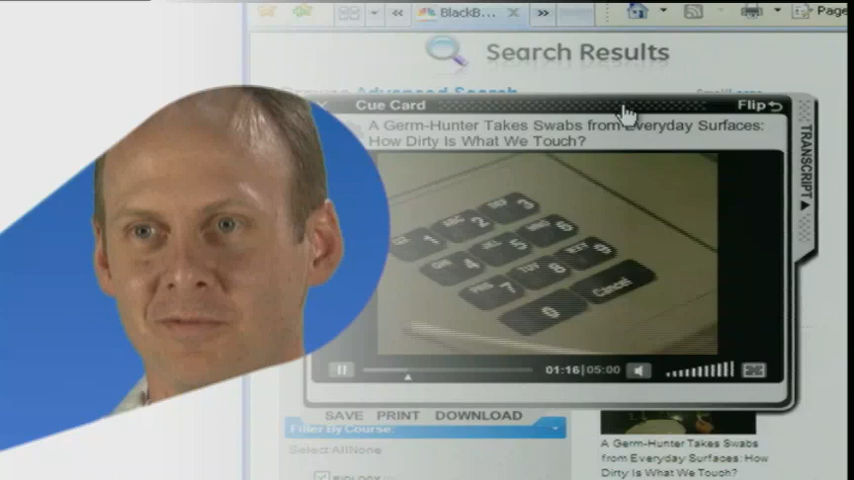 BlackB...
Page
Search Results
Advanced Search
Cue Card
Flip
A Germ-Hunter Takes Swabs from Everyday Surfaces:
How Dirty Is What We Touch?
TRANSCRIPT
1
2
3
4
5
6
7
8
9
0
Cancel
01:16|05:00
SAVE PRINT DOWNLOAD
Filter By Course:
Select: All None
BIOLOGY
A Germ-Hunter Takes Swabs
from Everyday Surfaces: How
Dirty Is What We Touch?